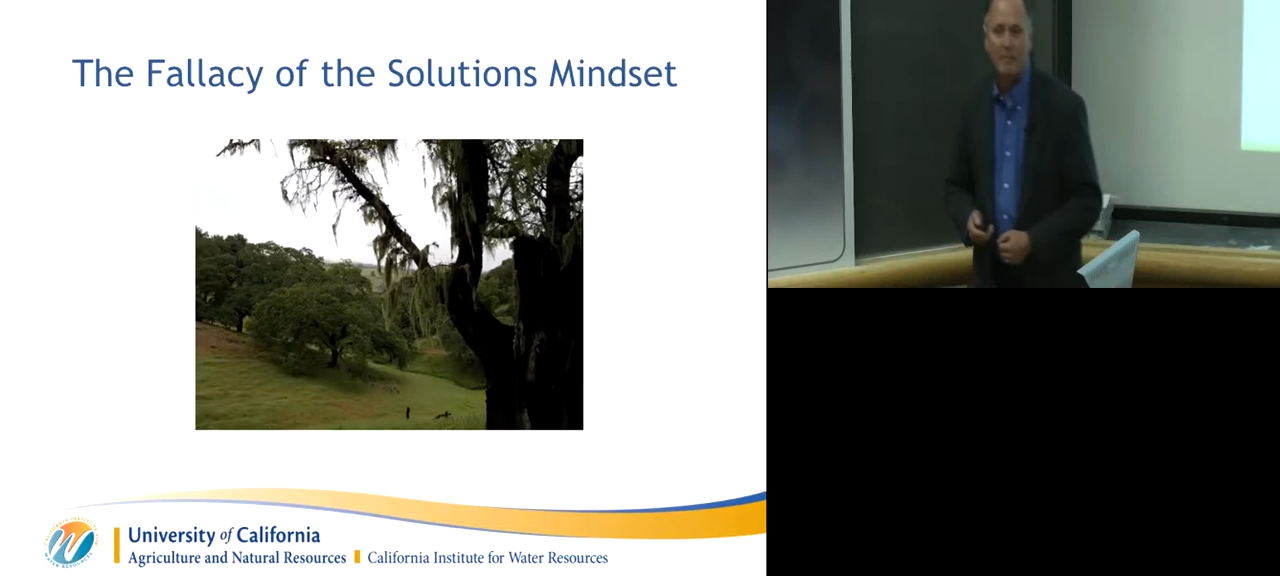 The Fallacy of the Solutions Mindset
University of California
Agriculture and Natural Resources California Institute for Water Resources